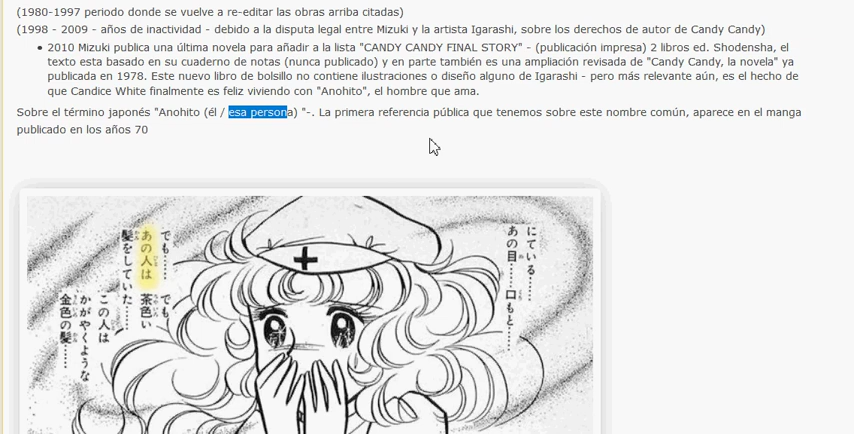 (1980-1997 periodo donde se vuelve a re-editar las obras arriba citadas)
(1998 - 2009 - años de inactividad - debido a la disputa legal entre Mizuki y la artista Igarashi, sobre los derechos de autor de Candy Candy)
• 2010 Mizuki publica una última novela para añadir a la lista "CANDY CANDY FINAL STORY" - (publicación impresa) 2 libros ed. Shodensha, el
texto esta basado en su cuaderno de notas (nunca publicado) y en parte también es una ampliación revisada de "Candy Candy, la novela" ya
publicada en 1978. Este nuevo libro de bolsillo no contiene ilustraciones o diseño alguno de Igarashi - pero más relevante aún, es el hecho de
que Candice White finalmente es feliz viviendo con "Anohito", el hombre que ama.
Sobre el término japonés "Anohito (él / esa persona) "-. La primera referencia pública que tenemos sobre este nombre común, aparece en el manga
publicado en los años 70
にている……
あの目……口もと……
でも……
あの人は
髪をしていた……
でも
茶色い
この人は
かがやくような
金色の髪……